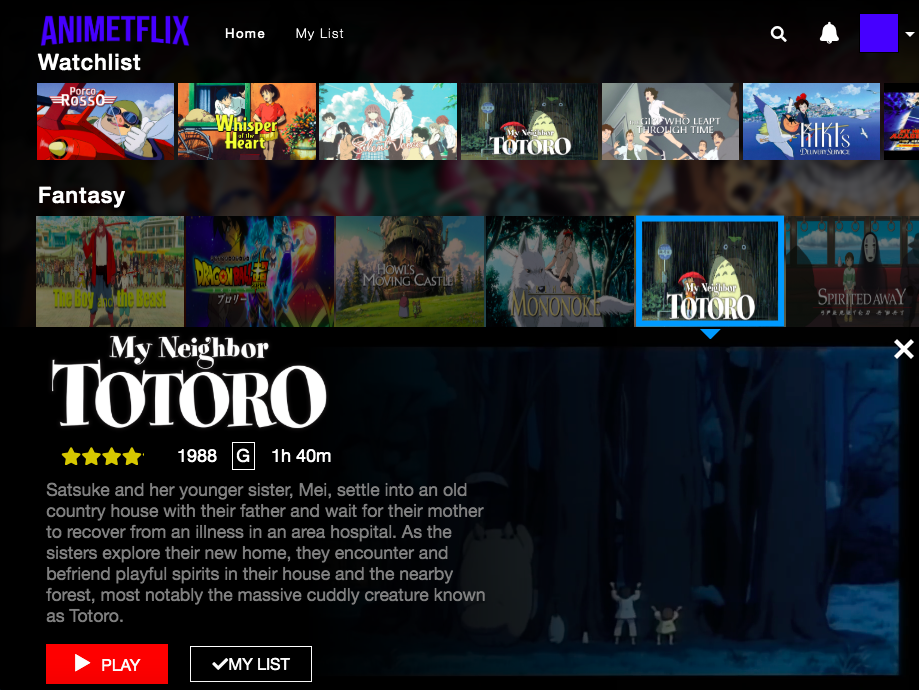 ANIMETFLIX
Home
My List
Watchlist
PORCO
ROSSO
Whisper
of the
Heart
A
Silent Voice
My Neighbor
TOTORO
THE GIRL WHO LEAPT
THROUGH TIME
KIKI's
DELIVERY SERVICE
Fantasy
The Boy and the Beast
DRAGONBALL
ブロリー
HOWL'S
MOVING CASTLE
MONONOKE
My Neighbor
TOTORO
SPIRITED AWAY
My Neighbor
TOTORO
1988
G
1h 40m
Satsuke and her younger sister, Mei, settle into an old
country house with their father and wait for their mother
to recover from an illness in an area hospital. As the
sisters explore their new home, they encounter and
befriend playful spirits in their house and the nearby
forest, most notably the massive cuddly creature known
as Totoro.
PLAY
MY LIST